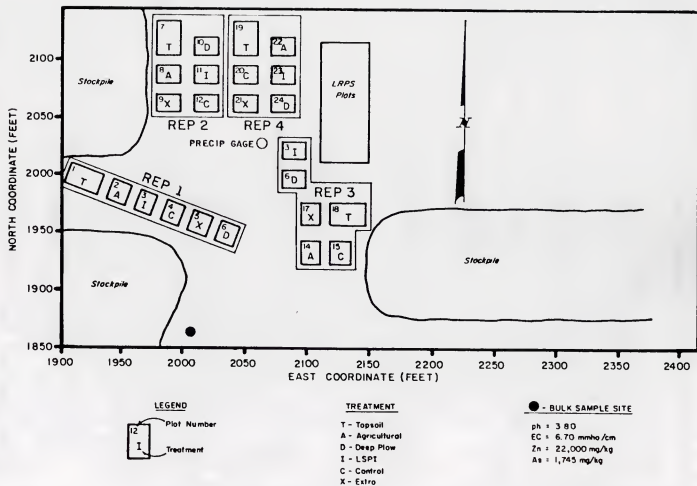 2100
2050
2000
1950
1900
1850
NORTH COORDINATE (FEET)
Stockpile
7
T
10
D
8
A
11
I
9
X
12
C
REP 2
19
T
22
A
20
C
23
I
21
X
24
D
REP 4
LRPS
Plots
N
PRECIP GAGE
REP 1
1
T
2
A
3
I
4
C
5
X
6
D
3
I
6
D
REP 3
17
X
18
T
14
A
15
C
Stockpile
Stockpile
1900
1950
2000
2050
2100
2150
2200
2250
2300
2350
2400
EAST COORDINATE (FEET)
LEGEND
12
I
Plot Number
Treatment
TREATMENT
T - Topsoil
A - Agricultural
D - Deep Plow
I - LSPI
C - Control
X - Extra
- BULK SAMPLE SITE
ph = 3.80
EC = 6.70 mmho/cm
Zn = 22,000 mg/kg
As = 1,745 mg/kg